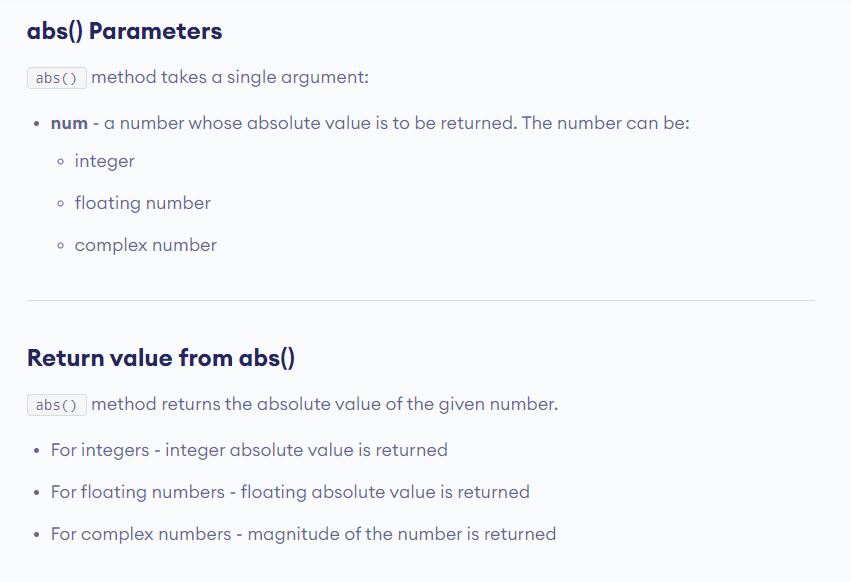 abs() Parameters
abs() method takes a single argument:
num - a number whose absolute value is to be returned. The number can be:
integer
floating number
complex number
Return value from abs()
abs() method returns the absolute value of the given number.
For integers - integer absolute value is returned
For floating numbers - floating absolute value is returned
For complex numbers - magnitude of the number is returned